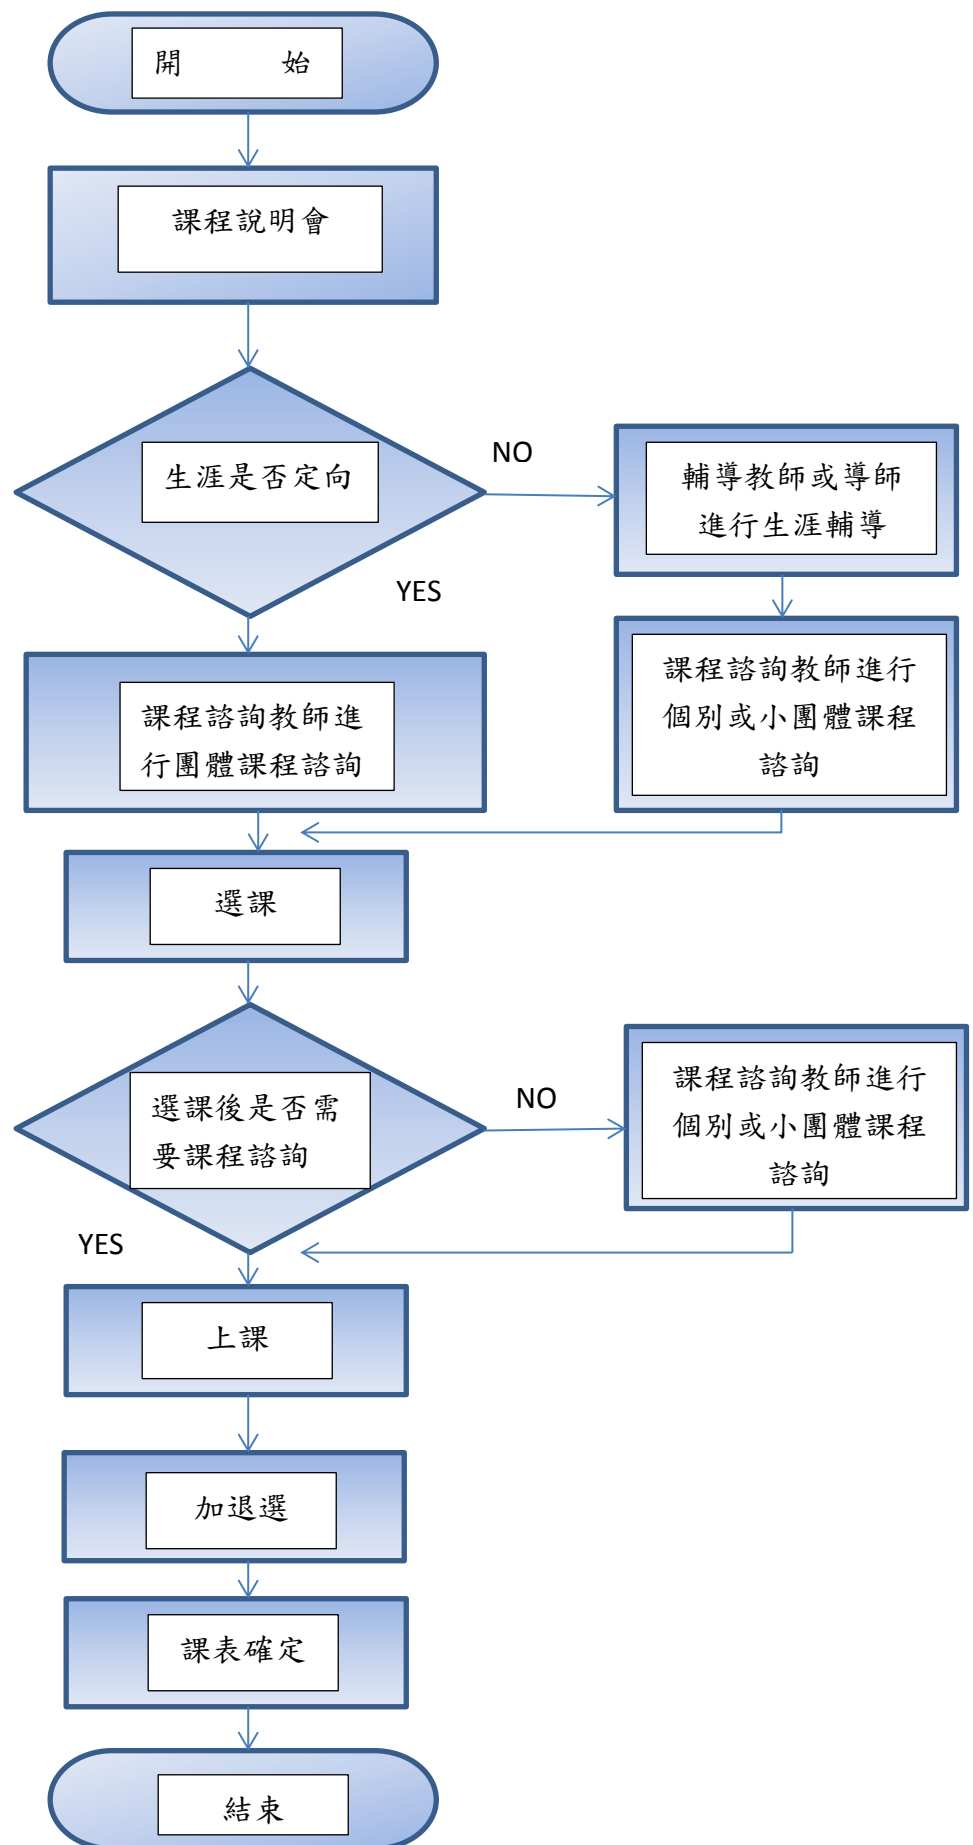 開 始
課程說明會
生涯是否定向
NO
輔導教師或導師
進行生涯輔導
YES
課程諮詢教師進
行團體課程諮詢
課程諮詢教師進行
個別或小團體課程
諮詢
選課
選課後是否需
要課程諮詢
NO
課程諮詢教師進行
個別或小團體課程
諮詢
YES
上課
加退選
課表確定
結束